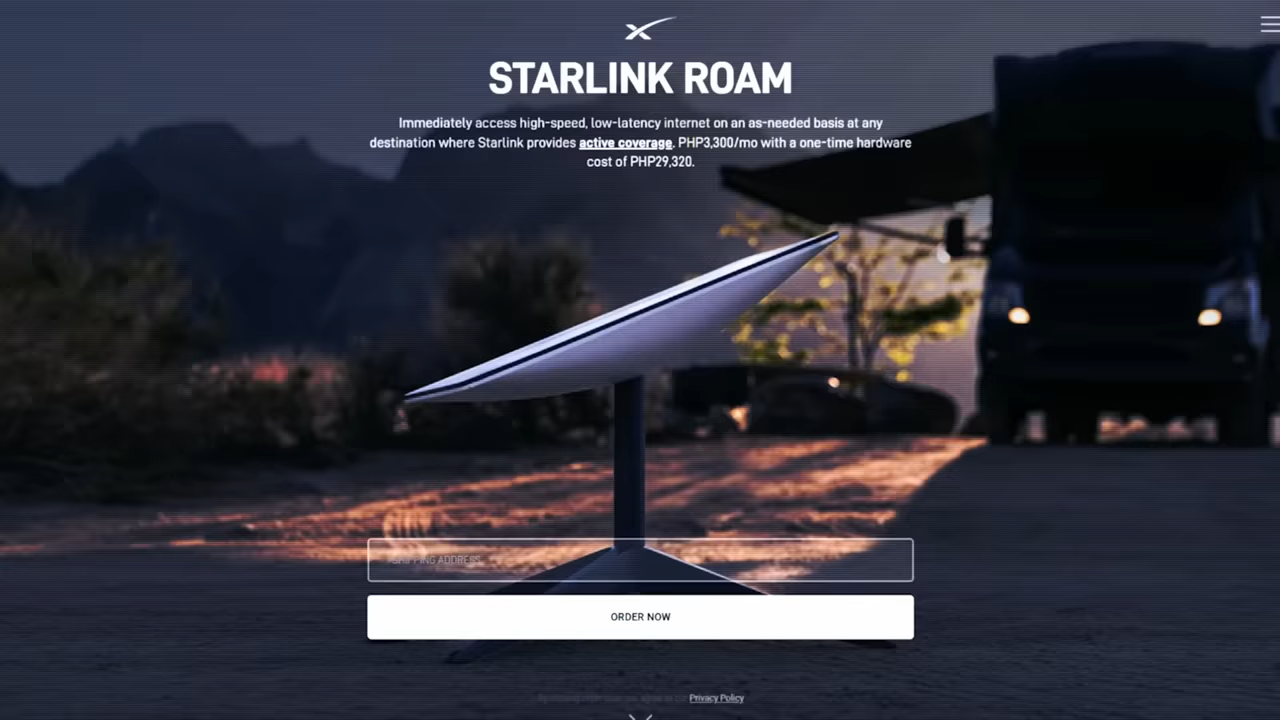 STARLINK ROAM
Immediately access high-speed, low-latency internet on an as-needed basis at any
destination where Starlink provides active coverage. PHP3,300/mo with a one-time hardware
cost of PHP29,320.
SHIPPING ADDRESS
ORDER NOW
Privacy Policy